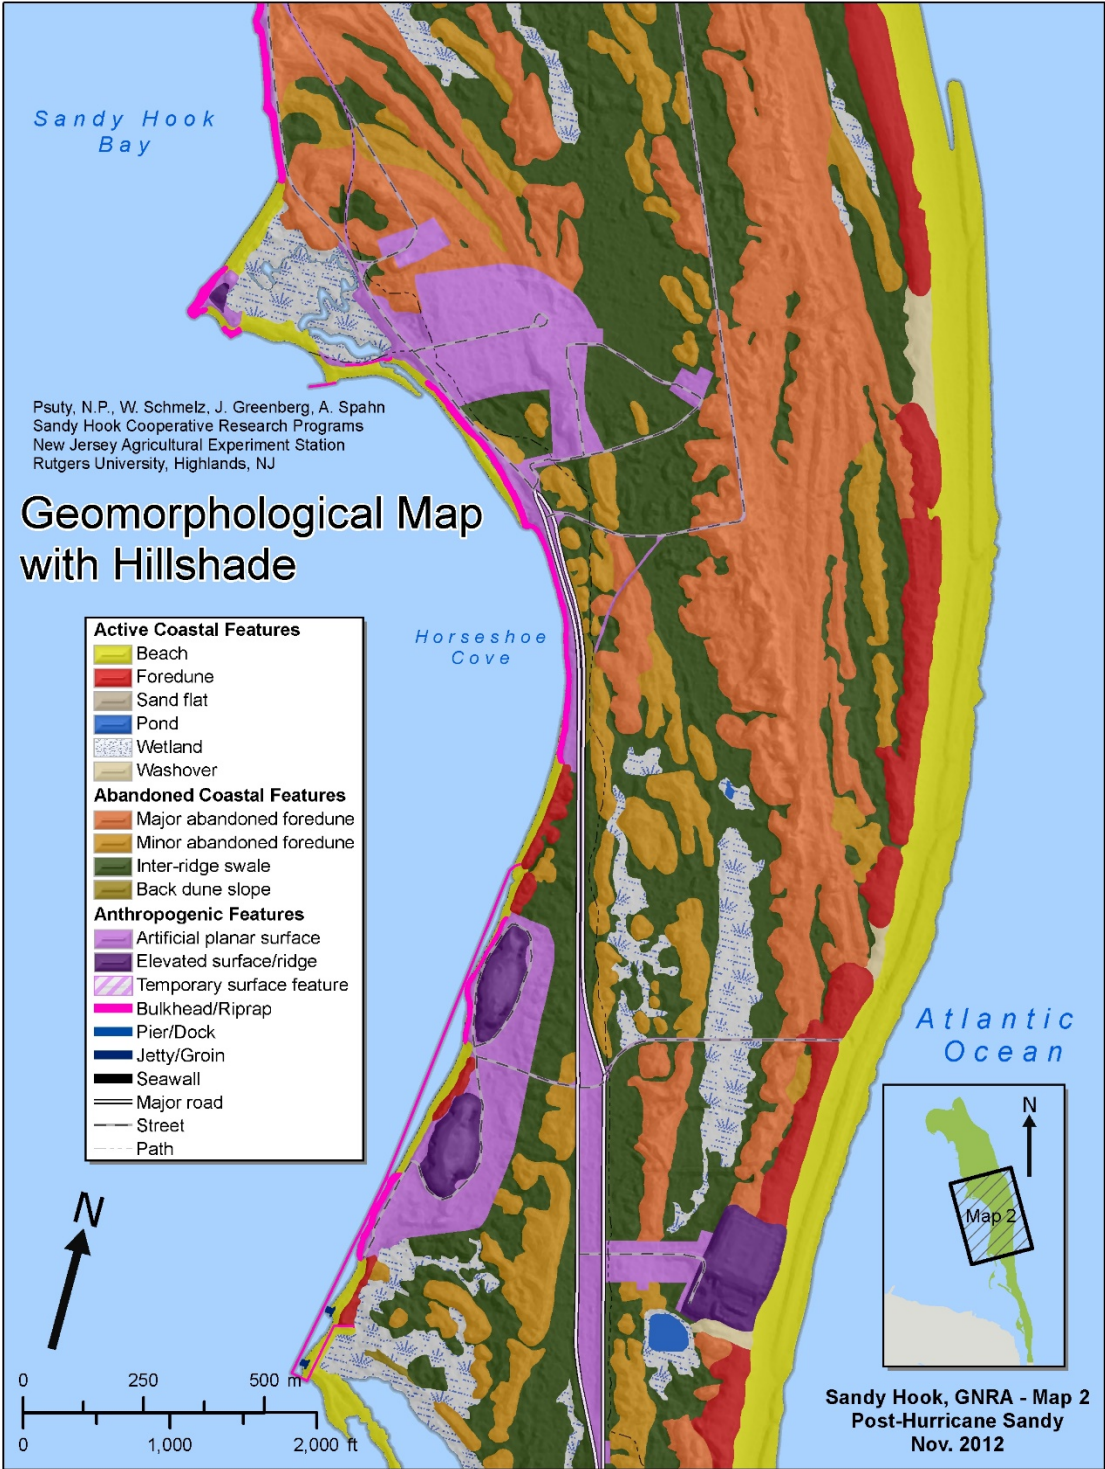 Sandy Hook
Bay
Psuty, N.P., W. Schmelz, J. Greenberg, A. Spahn
Sandy Hook Cooperative Research Programs
New Jersey Agricultural Experiment Station
Rutgers University, Highlands, NJ
Geomorphological Map
with Hillshade
Horseshoe
Cove
Active Coastal Features
Beach
Foredune
Sand flat
Pond
Wetland
Washover
Abandoned Coastal Features
Major abandoned foredune
Minor abandoned foredune
Inter-ridge swale
Back dune slope
Anthropogenic Features
Artificial planar surface
Elevated surface/ridge
Temporary surface feature
Bulkhead/Riprap
Pier/Dock
Jetty/Groin
Seawall
Major road
Street
Path
Atlantic
Ocean
N
Map 2
N
0 250 500 m
0 1,000 2,000 ft
Sandy Hook, GNRA - Map 2
Post-Hurricane Sandy
Nov. 2012